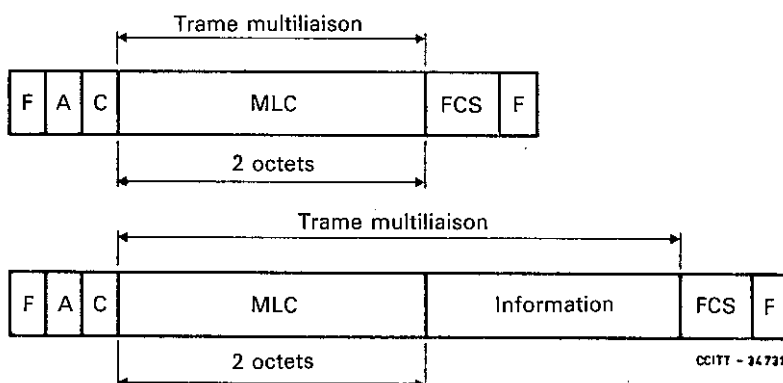 Trame multiliaison
F A C MLC FCS F
2 octets
Trame multiliaison
F A C MLC Information FCS F
2 octets